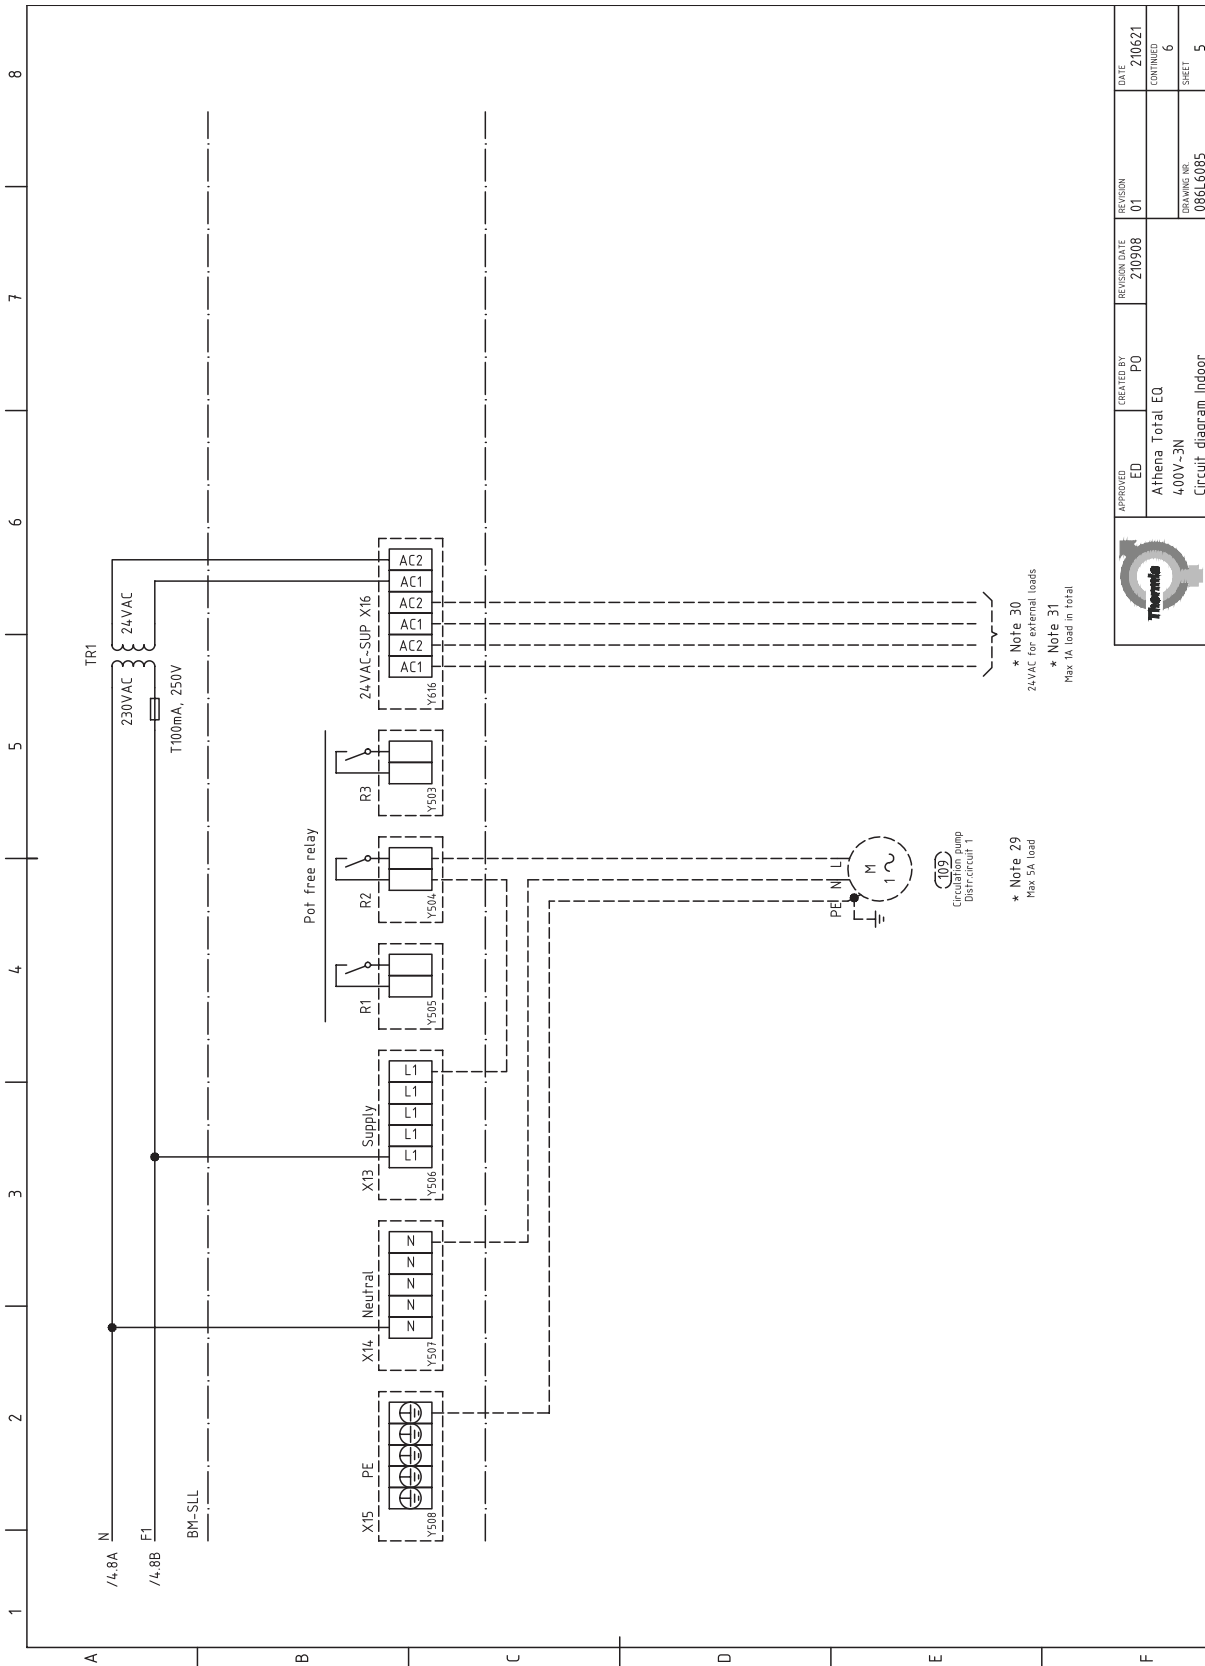 1 2 3 4 5 6 7 8
A
B
C
D
E
F
/4.8A N
/4.8B F1
BM-SLL
TR1
230VAC
24VAC
T100mA, 250V
Pot free relay
X15 PE
Y508
X14 Neutral
N N N N N
Y507
X13 Supply
L1 L1 L1 L1 L1
Y506
R1
Y505
R2
Y504
R3
Y503
24VAC~SUP X16
AC1 AC2 AC1 AC2 AC1 AC2
Y616
PE N L
M
1
109
Circulation pump
Distr.circuit 1
* Note 29
Max 5A load
* Note 30
24VAC for external loads
* Note 31
Max 1A load in total
Thermia
APPROVED
ED
CREATED BY
PO
REVISION DATE
210908
REVISION
01
DATE
210621
Athena Total EQ
400V~3N
Circuit diagram Indoor
CONTINUED
6
DRAWING NR.
086L6085
SHEET
5